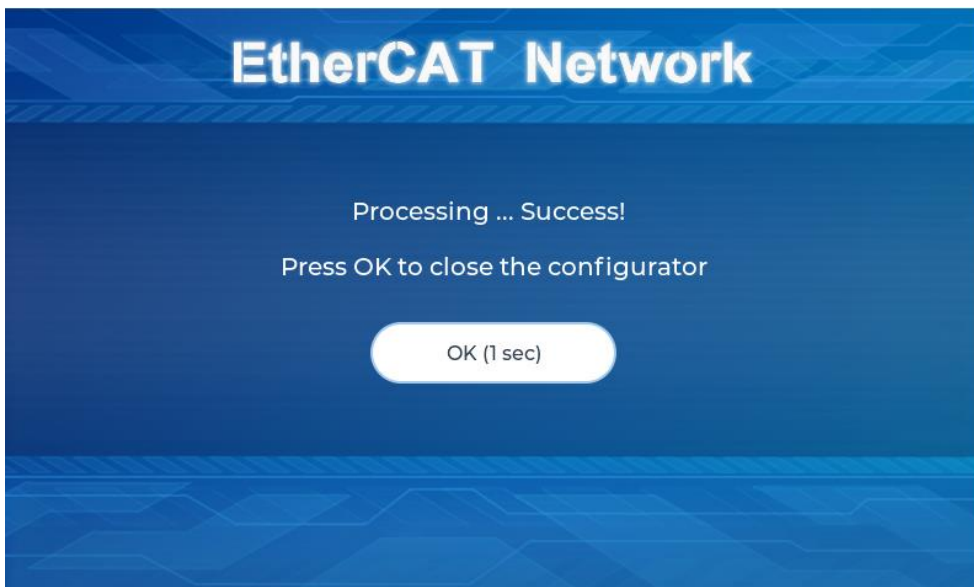 EtherCAT Network
Processing ... Success!
Press OK to close the configurator
OK (1 sec)